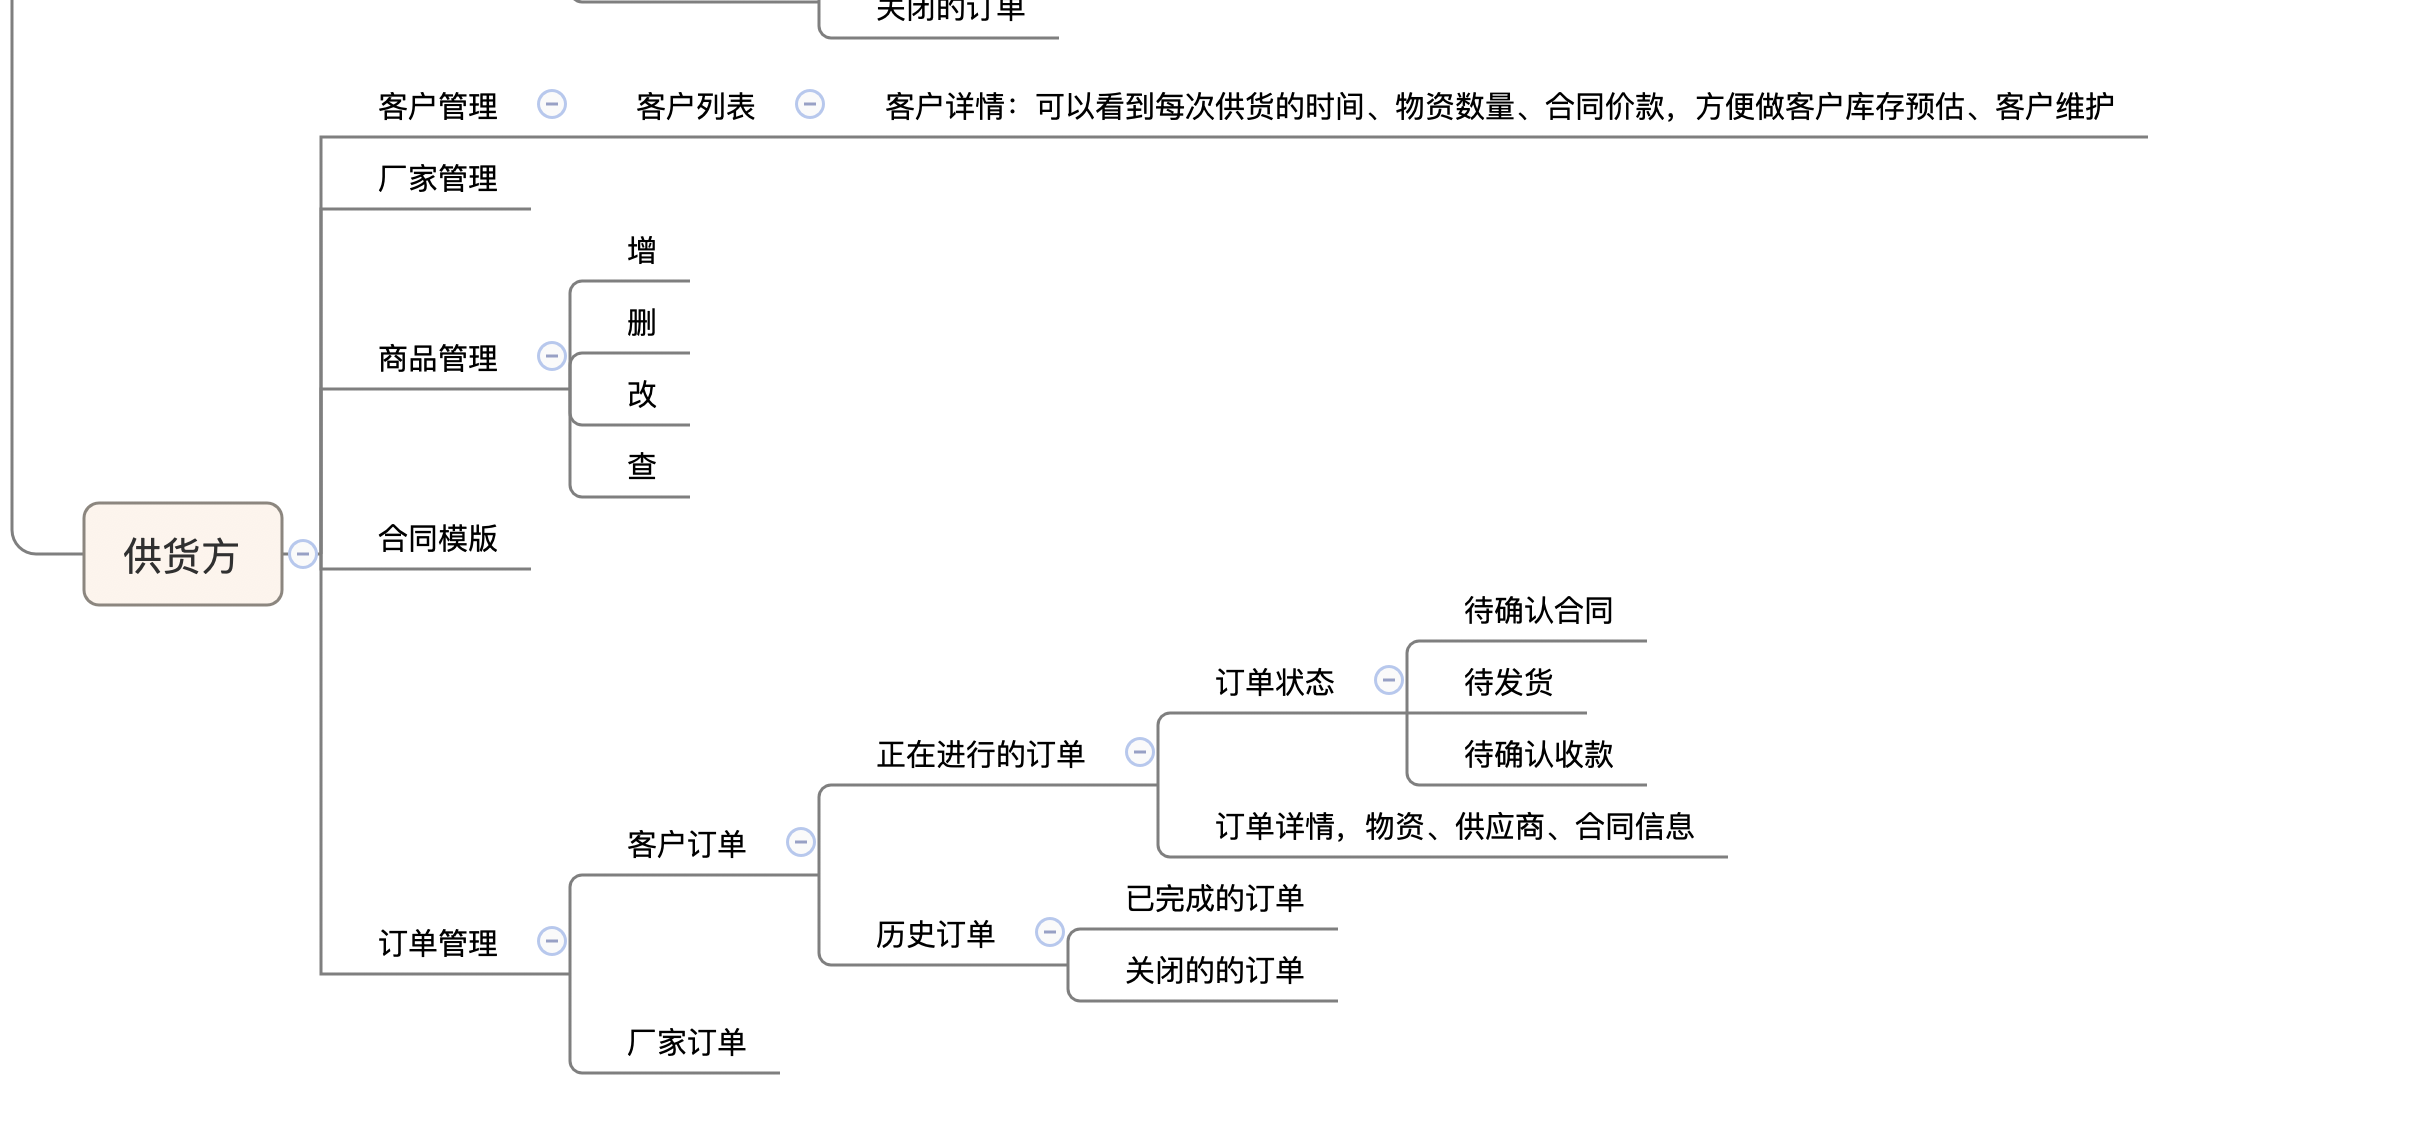 关闭的订单
客户管理
客户列表
客户详情：可以看到每次供货的时间、物资数量、合同价款，方便做客户库存预估、客户维护
厂家管理
增
删
商品管理
改
查
合同模版
供货方
待确认合同
订单状态
待发货
正在进行的订单
待确认收款
订单详情，物资、供应商、合同信息
客户订单
已完成的订单
历史订单
关闭的的订单
订单管理
厂家订单